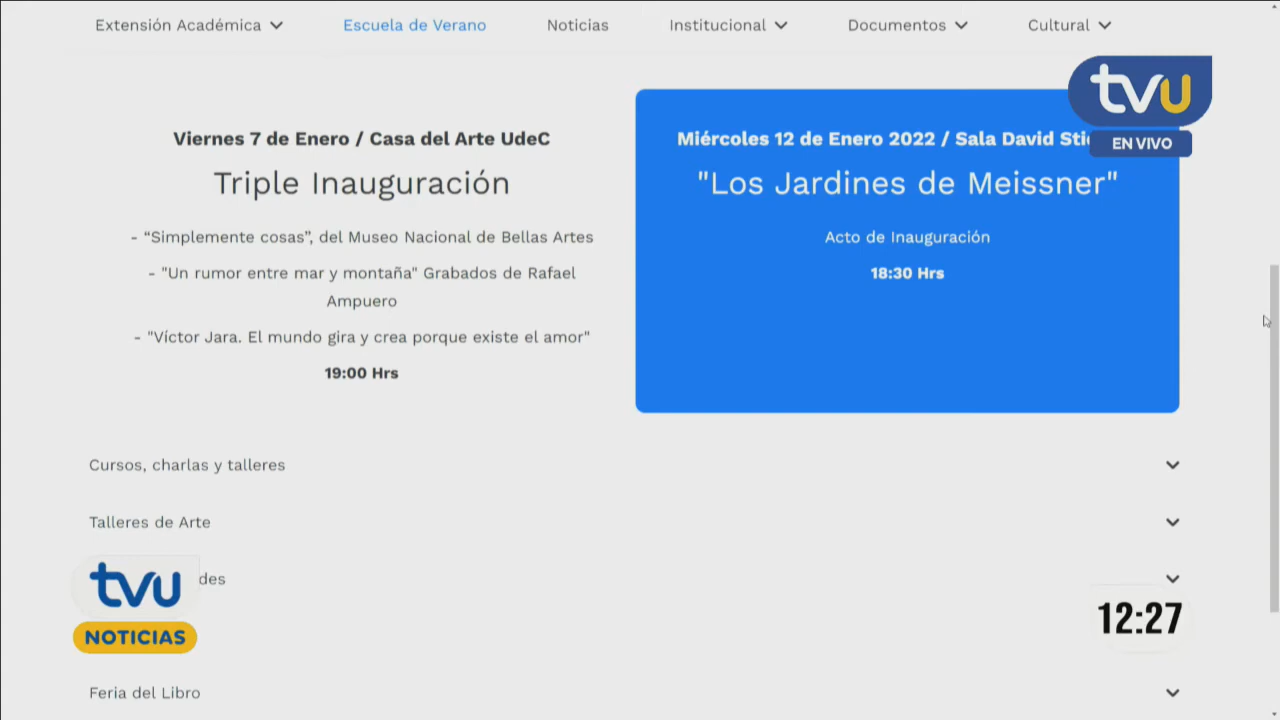 Extensión Académica
Escuela de Verano
Noticias
Institucional
Documentos
Cultural
tvu
EN VIVO
Viernes 7 de Enero / Casa del Arte UdeC
Triple Inauguración
- “Simplemente cosas”, del Museo Nacional de Bellas Artes
- "Un rumor entre mar y montaña" Grabados de Rafael
Ampuero
- "Víctor Jara. El mundo gira y crea porque existe el amor"
19:00 Hrs
Miércoles 12 de Enero 2022 / Sala David
"Los Jardines de Meissner"
Acto de Inauguración
18:30 Hrs
Cursos, charlas y talleres
Talleres de Arte
tvu
NOTICIAS
12:27
Feria del Libro